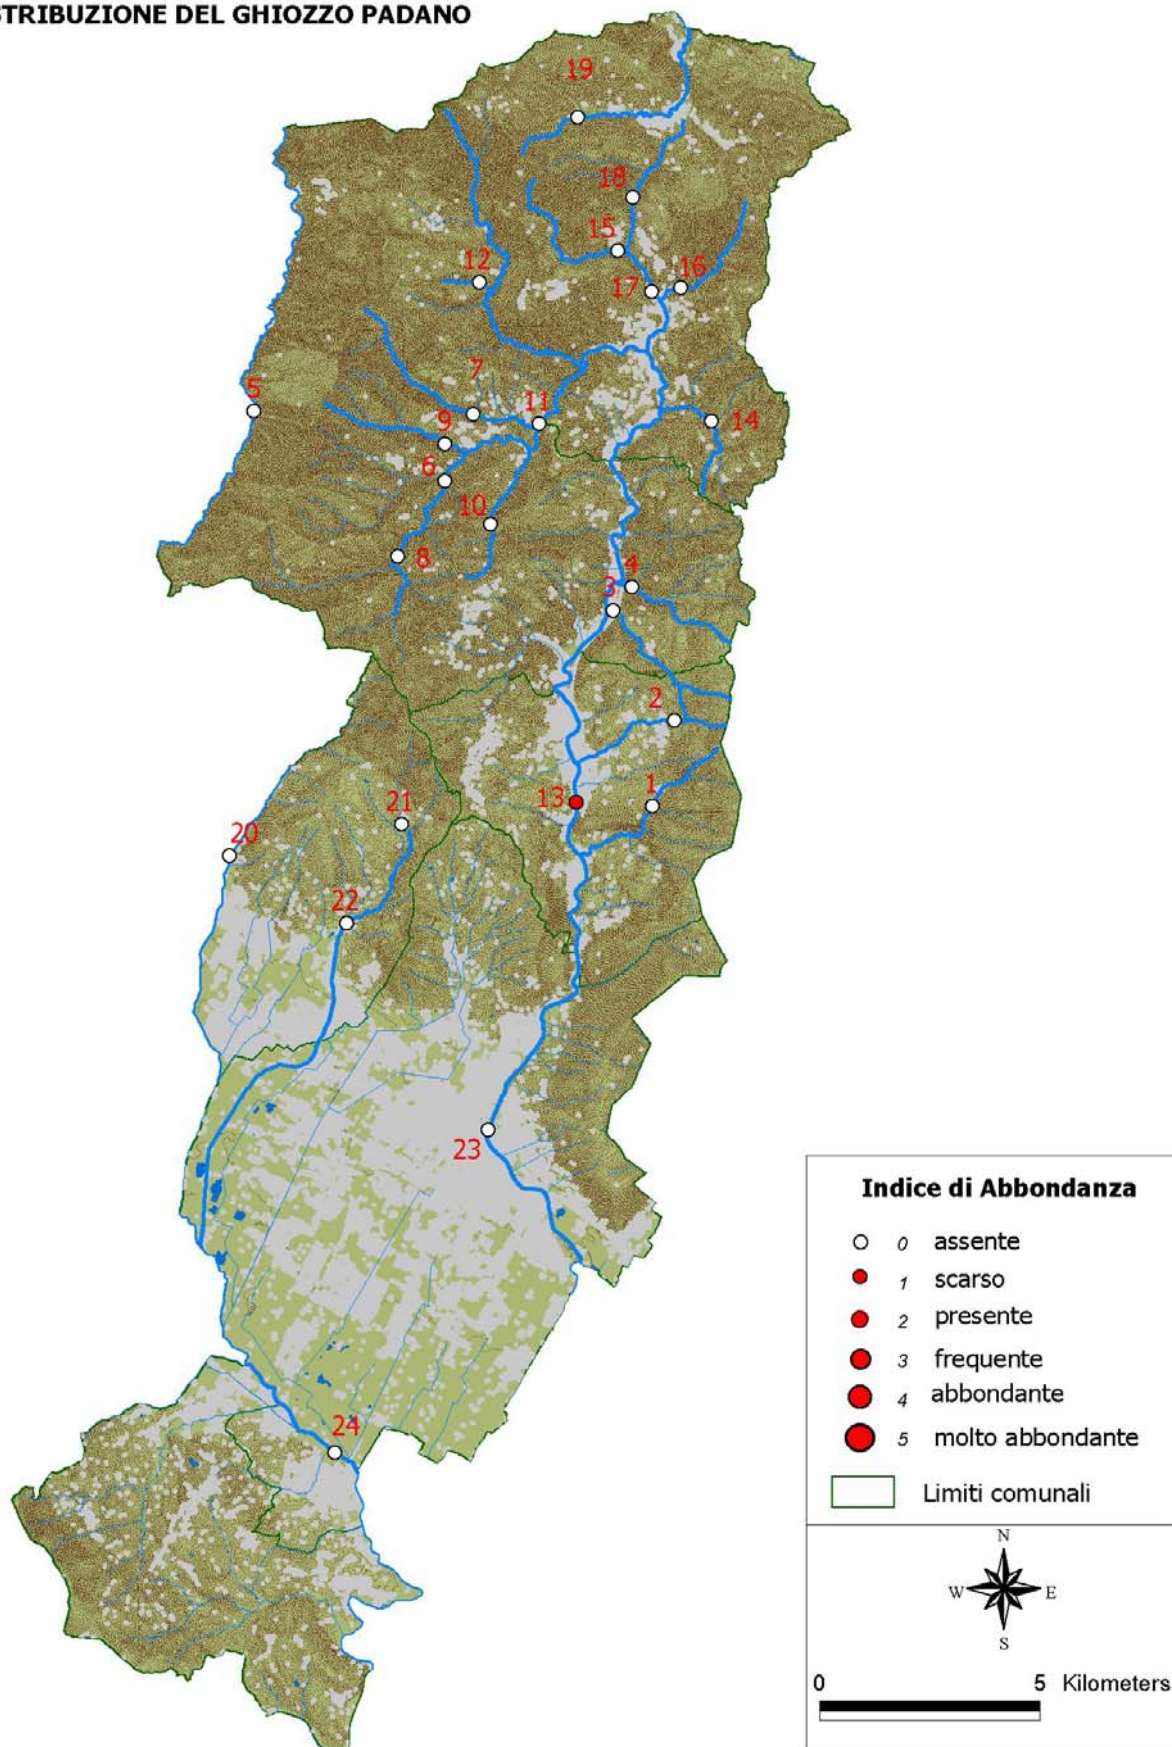 STRIBUZIONE DEL GHIOZZO PADANO
19
18
15
12
16
17
7
5
11
14
9
6
10
8
4
3
2
13
1
21
20
22
23
24
Indice di Abbondanza
0 assente
1 scarso
2 presente
3 frequente
4 abbondante
5 molto abbondante
Limiti comunali
N
W E
S
0 5 Kilometers